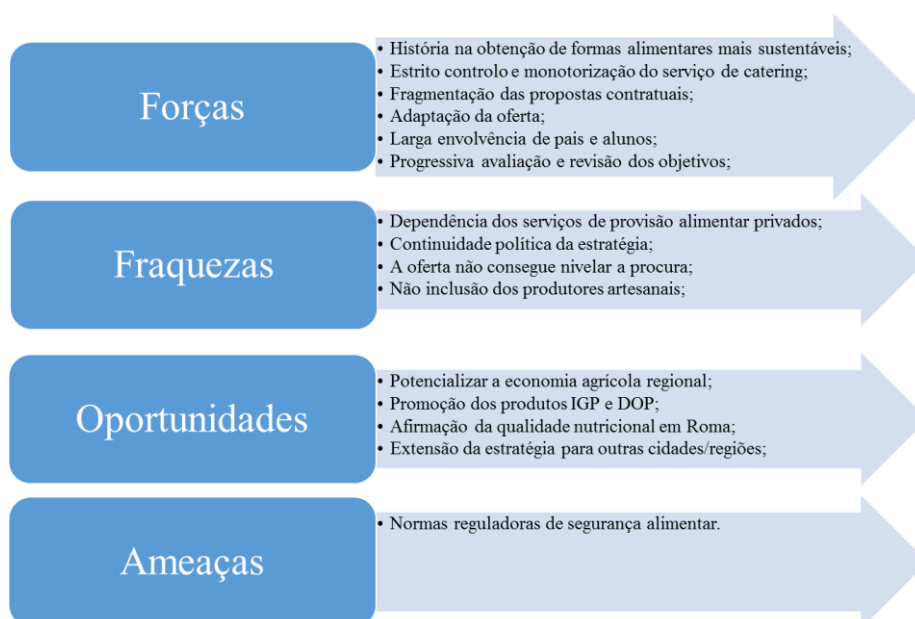 Forças
• História na obtenção de formas alimentares mais sustentáveis;
• Estrito controlo e monotorização do serviço de catering;
• Fragmentação das propostas contratuais;
• Adaptação da oferta;
• Larga envolvência de pais e alunos;
• Progressiva avaliação e revisão dos objetivos;
Fraquezas
• Dependência dos serviços de provisão alimentar privados;
• Continuidade política da estratégia;
• A oferta não consegue nivelar a procura;
• Não inclusão dos produtores artesanais;
Oportunidades
• Potencializar a economia agrícola regional;
• Promoção dos produtos IGP e DOP;
• Afirmação da qualidade nutricional em Roma;
• Extensão da estratégia para outras cidades/regiões;
Ameaças
• Normas reguladoras de segurança alimentar.